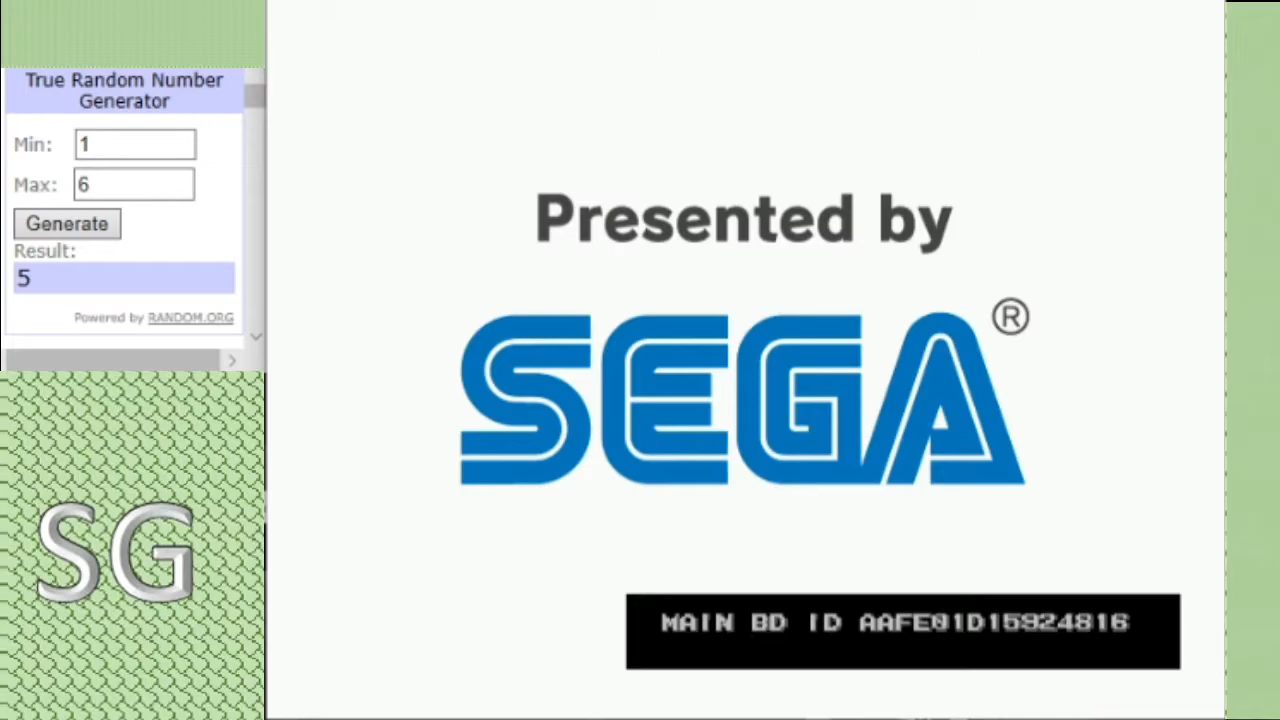 True Random Number
Generator
Min: 1
Max: 6
Generate
Result:
5
Powered by RANDOM.ORG
SG
Presented by
SEGA®
MAIN BD ID AAFE01D15924816